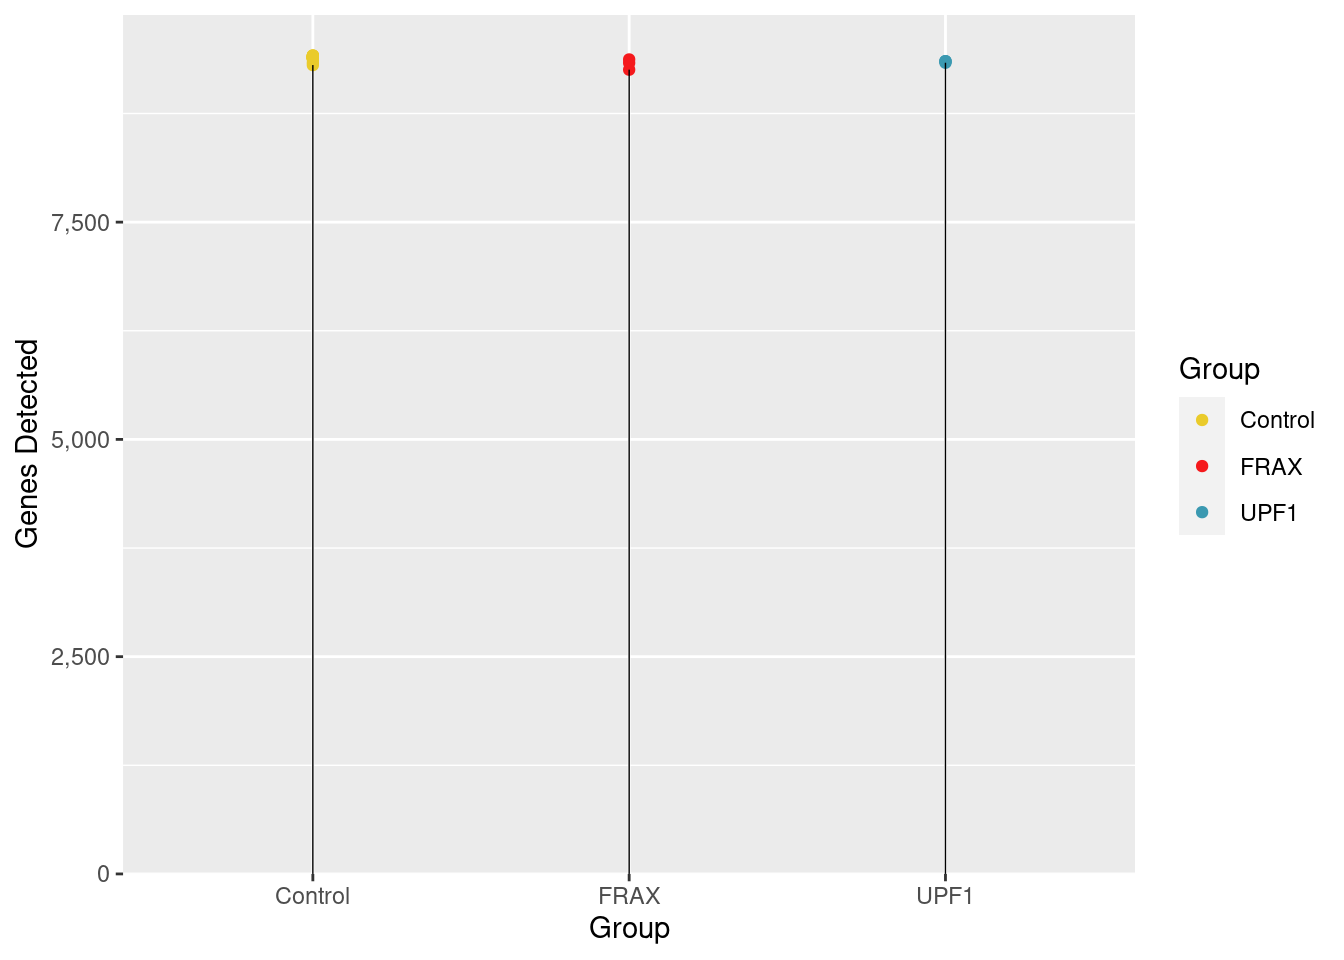 Genes Detected
7,500
5,000
2,500
0
Control
FRAX
UPF1
Group
Group
Control
FRAX
UPF1